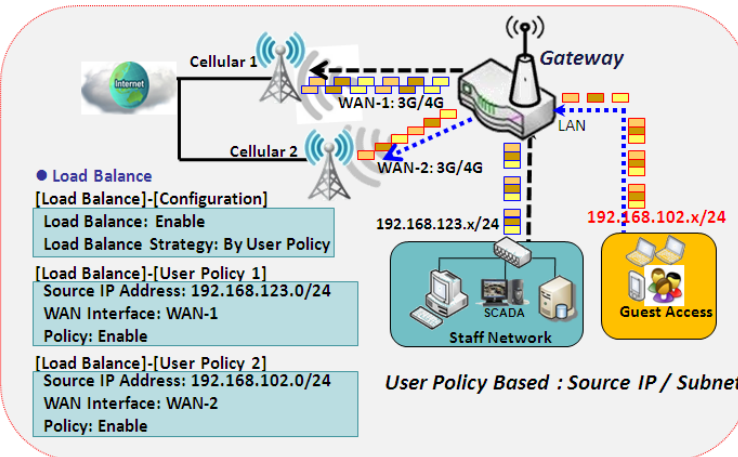 Cellular 1
Gateway
Internet
WAN-1: 3G/4G
LAN
Cellular 2
WAN-2: 3G/4G
● Load Balance
[Load Balance]-[Configuration]
Load Balance: Enable
Load Balance Strategy: By User Policy
192.168.123.x/24
192.168.102.x/24
[Load Balance]-[User Policy 1]
Source IP Address: 192.168.123.0/24
WAN Interface: WAN-1
Policy: Enable
SCADA
Staff Network
Guest Access
[Load Balance]-[User Policy 2]
Source IP Address: 192.168.102.0/24
WAN Interface: WAN-2
Policy: Enable
User Policy Based : Source IP / Subnet